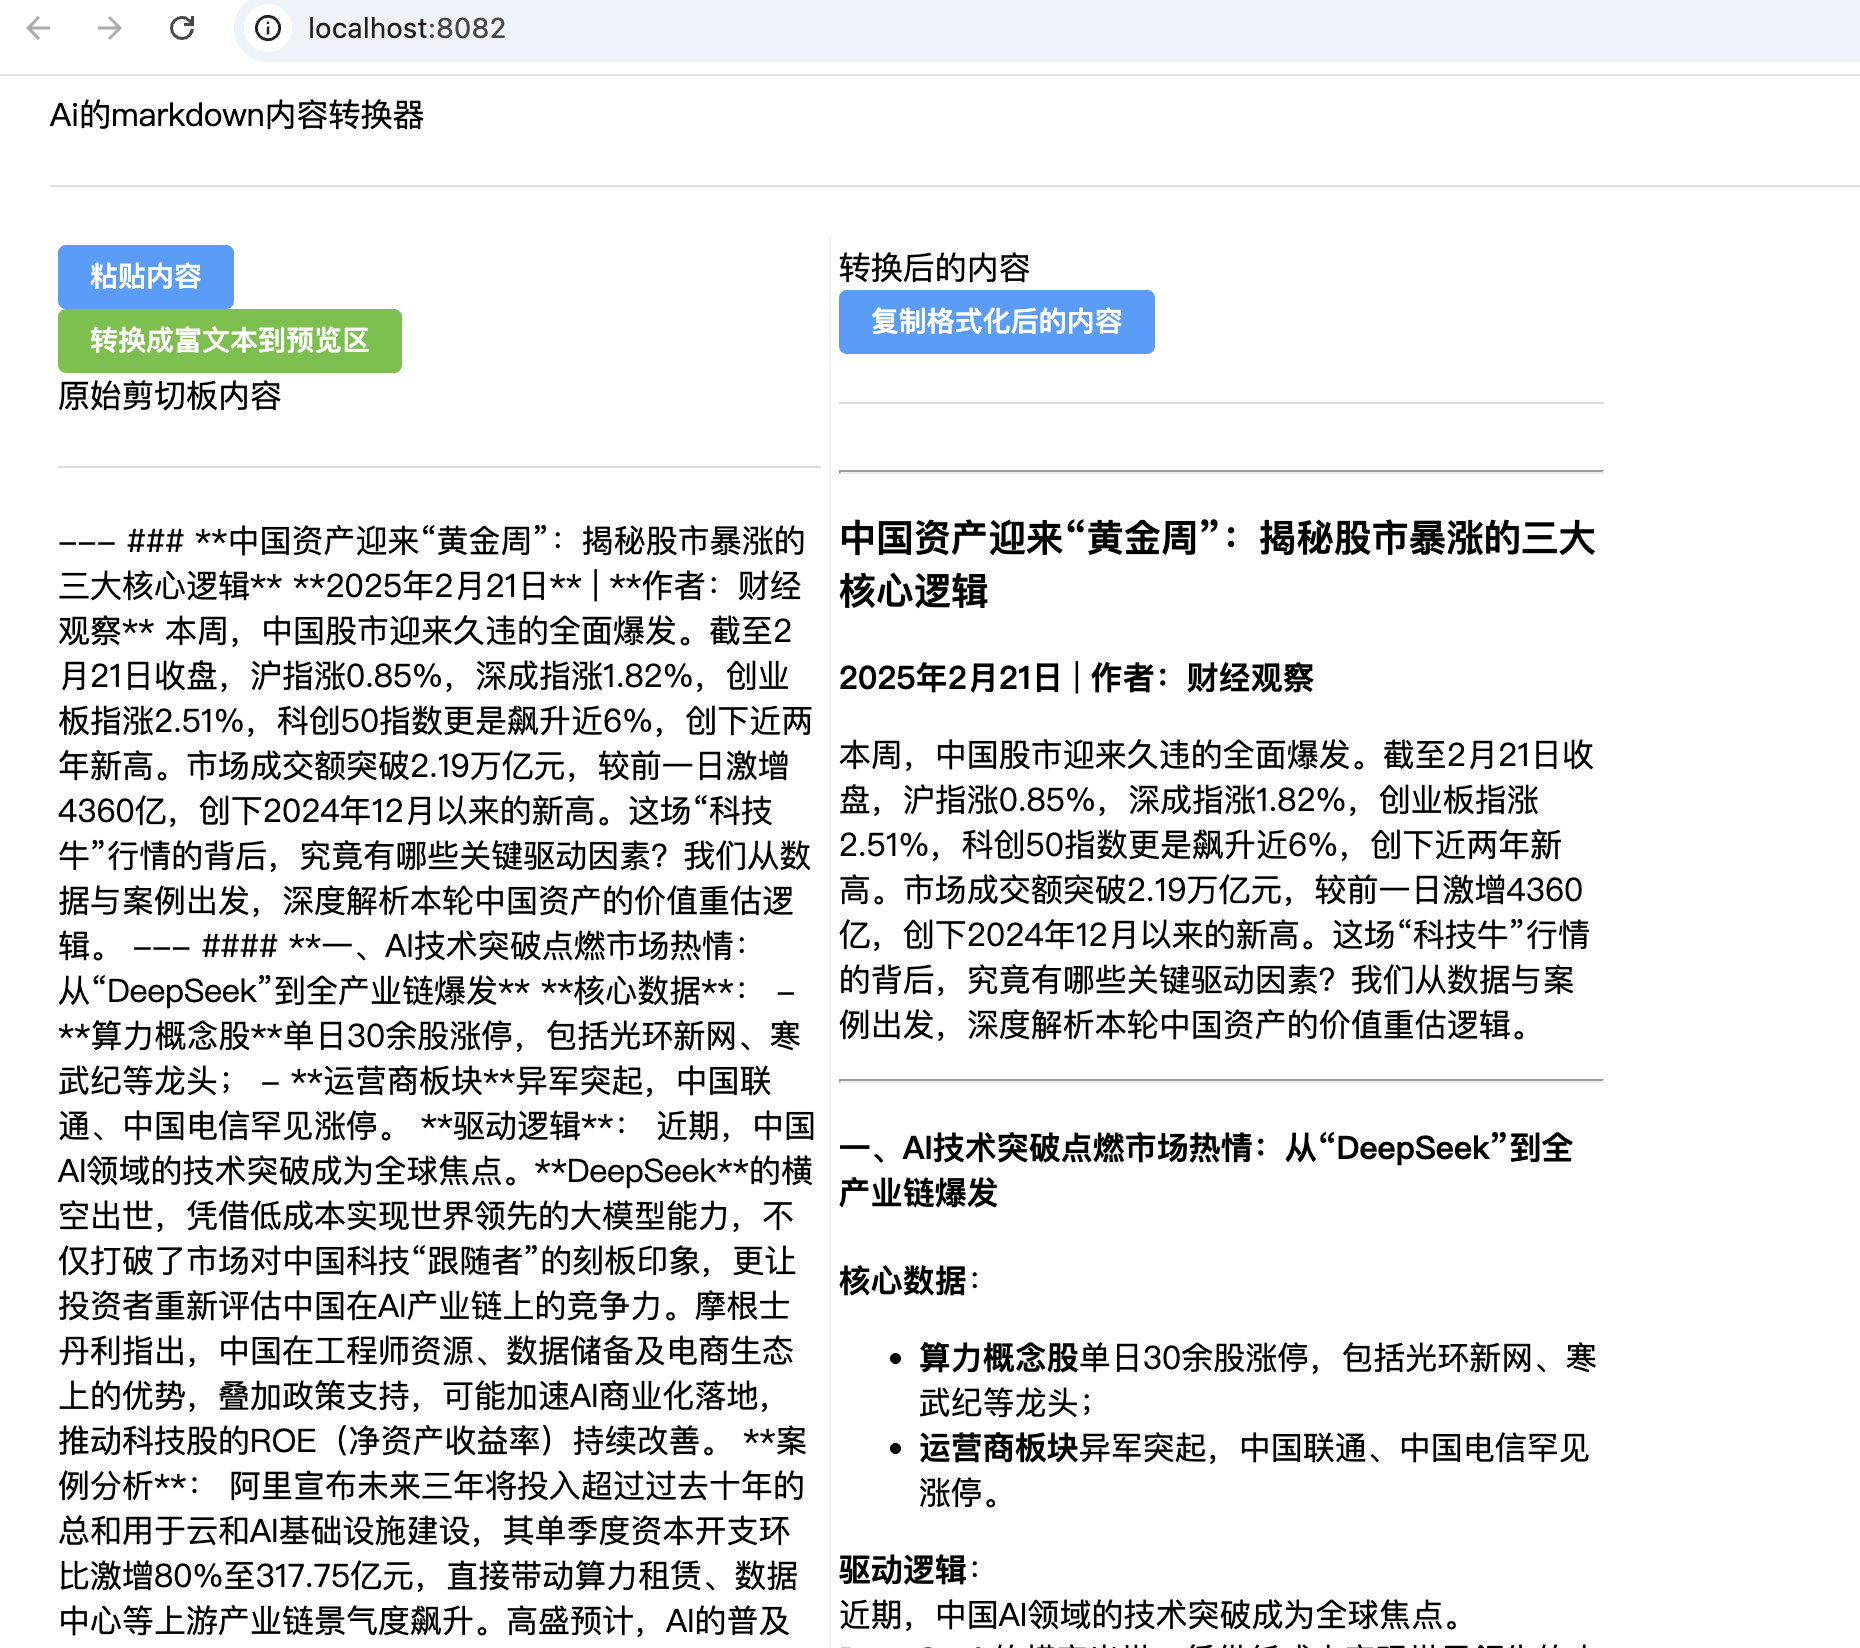 localhost:8082
Ai的markdown内容转换器
粘贴内容
转换成富文本到预览区
原始剪切板内容
--- ### **中国资产迎来“黄金周”：揭秘股市暴涨的
三大核心逻辑** **2025年2月21日** | **作者：财经
观察** 本周，中国股市迎来久违的全面爆发。截至2
月21日收盘，沪指涨0.85%，深成指涨1.82%，创业
板指涨2.51%，科创50指数更是飙升近6%，创下近两
年新高。市场成交额突破2.19万亿元，较前一日激增
4360亿，创下2024年12月以来的新高。这场“科技
牛”行情的背后，究竟有哪些关键驱动因素？我们从数
据与案例出发，深度解析本轮中国资产的价值重估逻
辑。 --- #### **一、AI技术突破点燃市场热情：
从“DeepSeek”到全产业链爆发** **核心数据**： -
**算力概念股**单日30余股涨停，包括光环新网、寒
武纪等龙头； - **运营商板块**异军突起，中国联
通、中国电信罕见涨停。 **驱动逻辑**： 近期，中国
AI领域的技术突破成为全球焦点。**DeepSeek**的横
空出世，凭借低成本实现世界领先的大模型能力，不
仅打破了市场对中国科技“跟随者”的刻板印象，更让
投资者重新评估中国在AI产业链上的竞争力。摩根士
丹利指出，中国在工程师资源、数据储备及电商生态
上的优势，叠加政策支持，可能加速AI商业化落地，
推动科技股的ROE（净资产收益率）持续改善。 **案
例分析**： 阿里宣布未来三年将投入超过过去十年的
总和用于云和AI基础设施建设，其单季度资本开支环
比激增80%至317.75亿元，直接带动算力租赁、数据
中心等上游产业链景气度飙升。高盛预计，AI的普及
转换后的内容
复制格式化后的内容
中国资产迎来“黄金周”：揭秘股市暴涨的三大
核心逻辑
2025年2月21日 | 作者：财经观察
本周，中国股市迎来久违的全面爆发。截至2月21日收
盘，沪指涨0.85%，深成指涨1.82%，创业板指涨
2.51%，科创50指数更是飙升近6%，创下近两年新
高。市场成交额突破2.19万亿元，较前一日激增4360
亿，创下2024年12月以来的新高。这场“科技牛”行情
的背后，究竟有哪些关键驱动因素？我们从数据与案
例出发，深度解析本轮中国资产的价值重估逻辑。
一、AI技术突破点燃市场热情：从“DeepSeek”到全
产业链爆发
核心数据：
• 算力概念股单日30余股涨停，包括光环新网、寒
武纪等龙头；
• 运营商板块异军突起，中国联通、中国电信罕见
涨停。
驱动逻辑：
近期，中国AI领域的技术突破成为全球焦点。